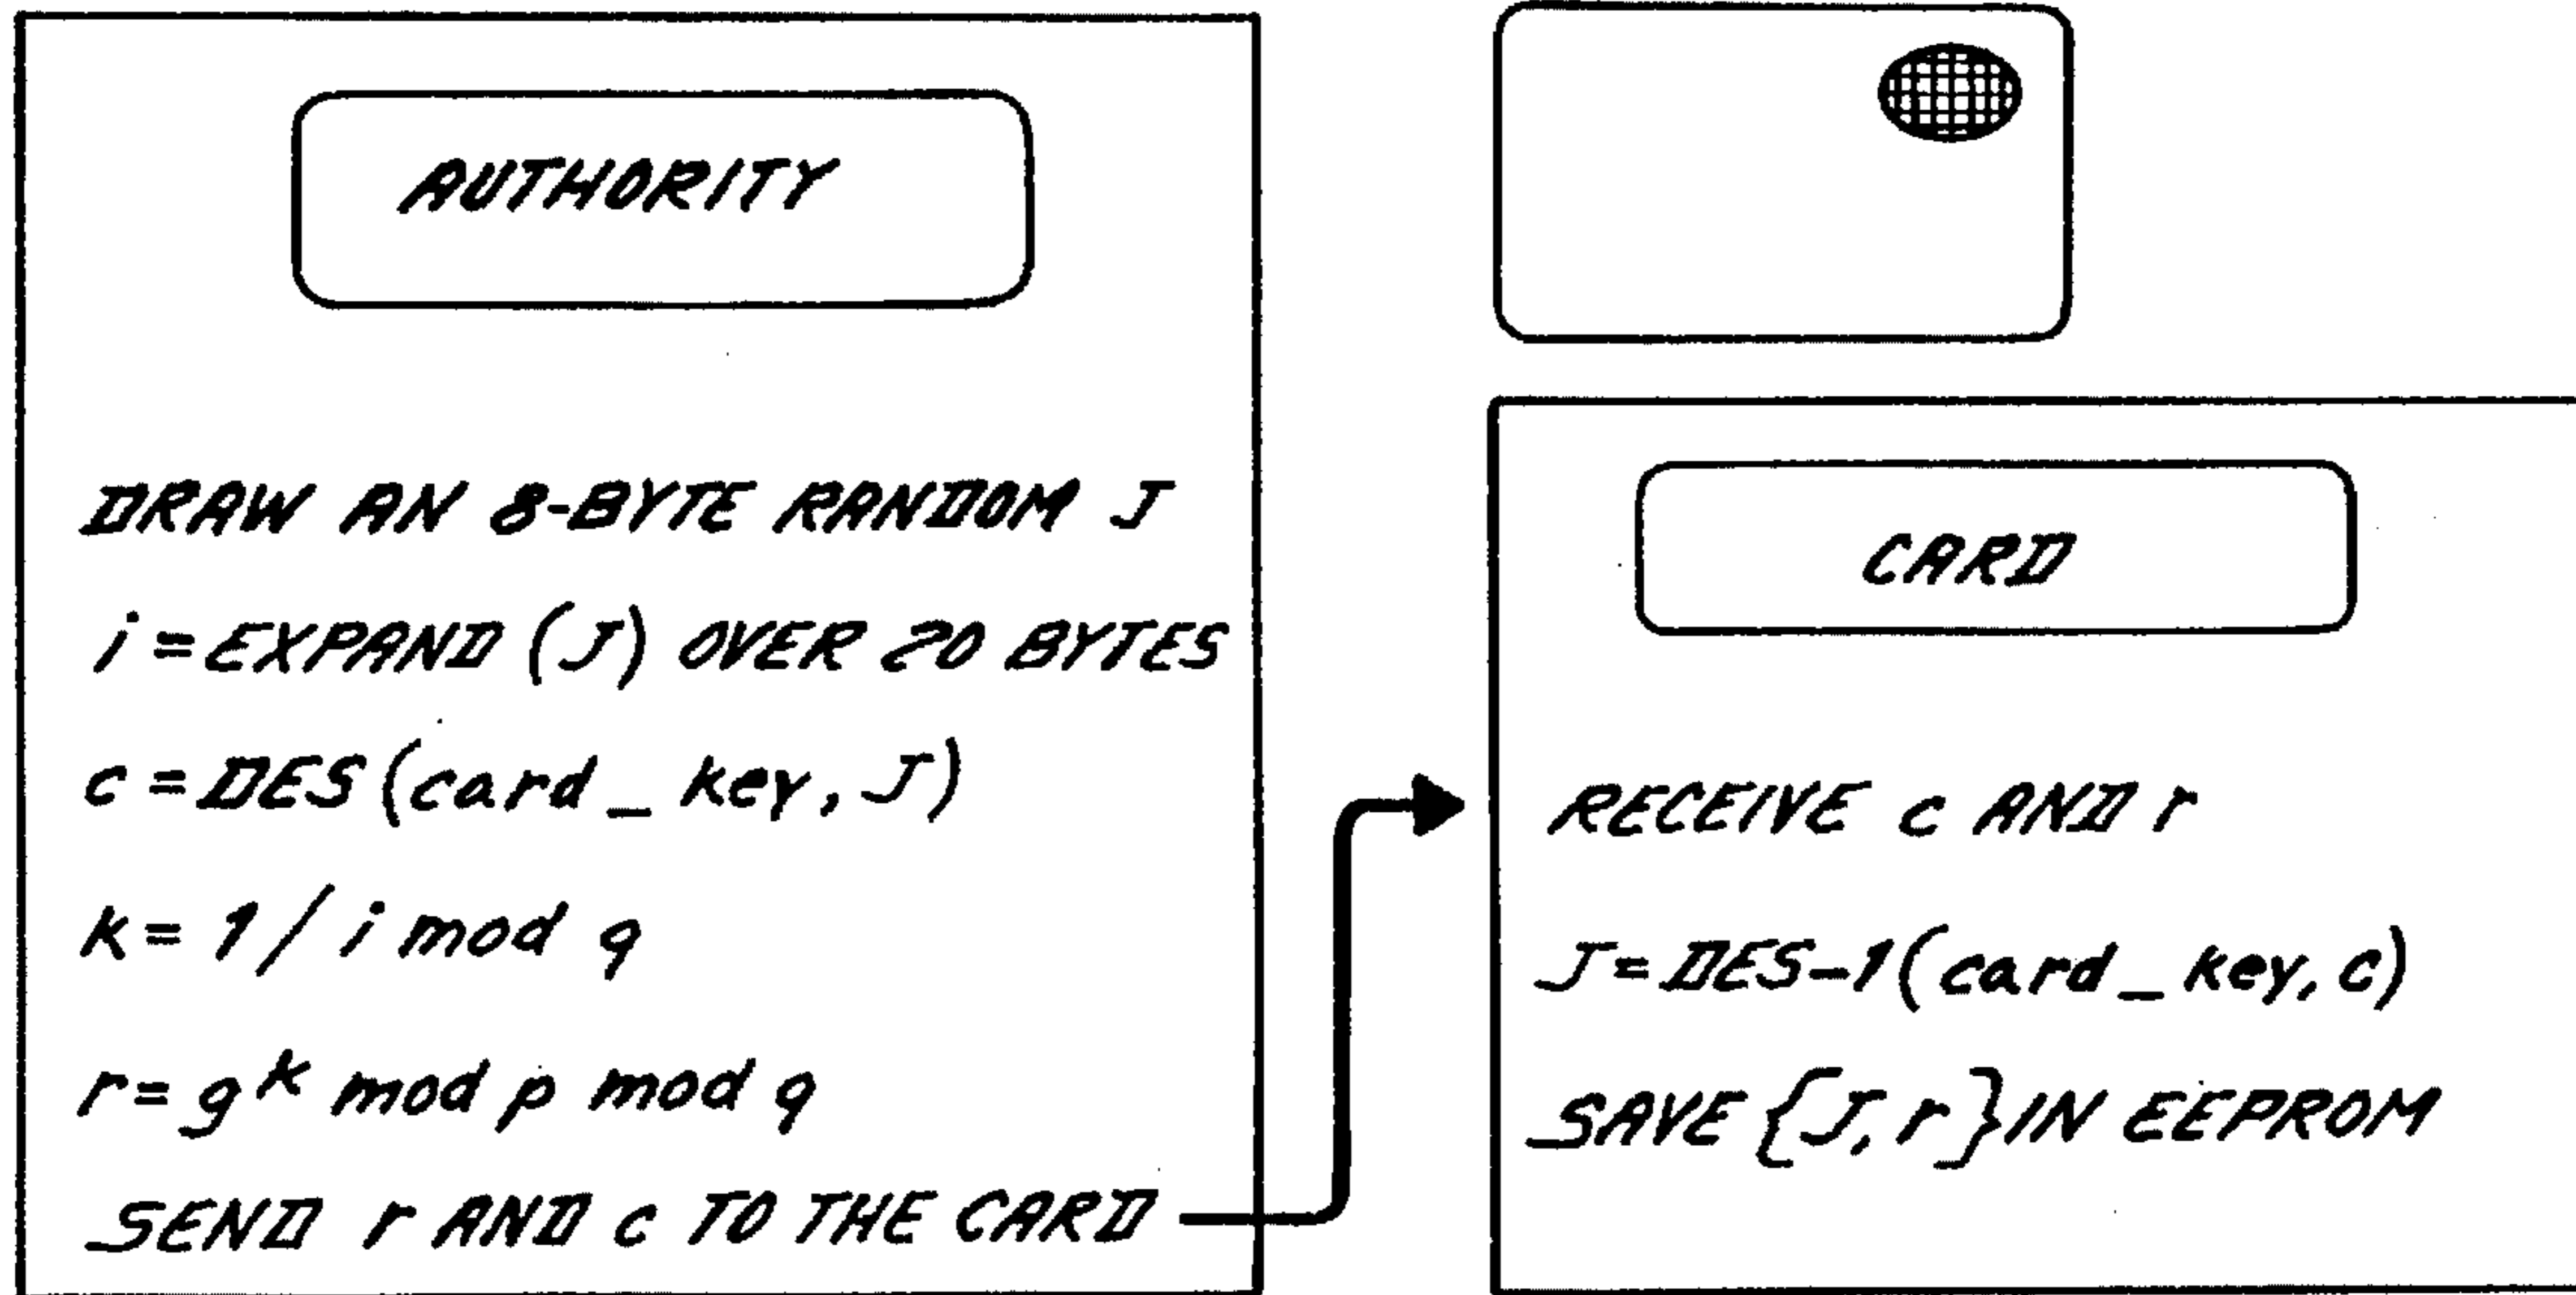 AUTHORITY
DRAW AN 8-BYTE RANDOM J
i = EXPAND (J) OVER 20 BYTES
c = DES (card_key, J)
k = 1 / i mod q
r = g^k mod p mod q
SEND r AND c TO THE CARD
CARD
RECEIVE c AND r
J = DES-1 (card_key, c)
SAVE {J, r} IN EEPROM